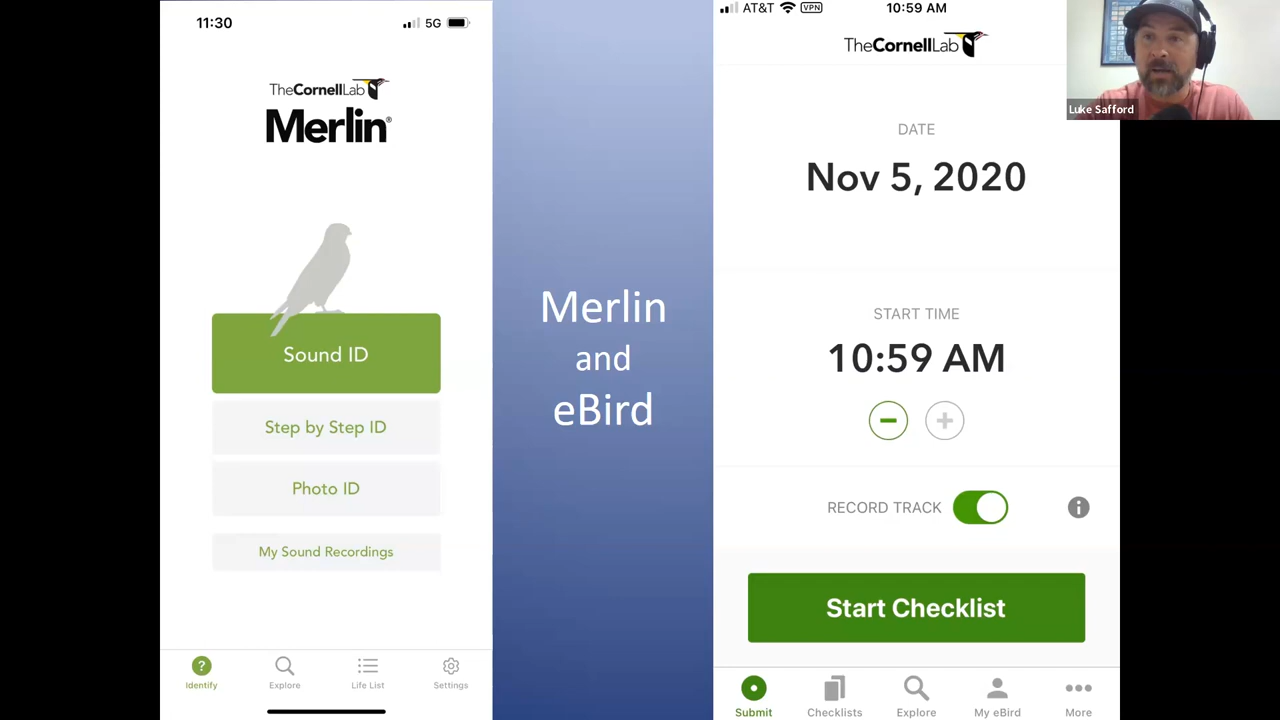 11:30
5G
TheCornellLab
Merlin®
Sound ID
Step by Step ID
Photo ID
My Sound Recordings
?
Identify
Explore
Life List
Settings
Merlin
and
eBird
AT&T VPN 10:59 AM
TheCornellLab
DATE
Nov 5, 2020
START TIME
10:59 AM
RECORD TRACK
i
Start Checklist
Submit
Checklists
Explore
My eBird
More
Luke Safford